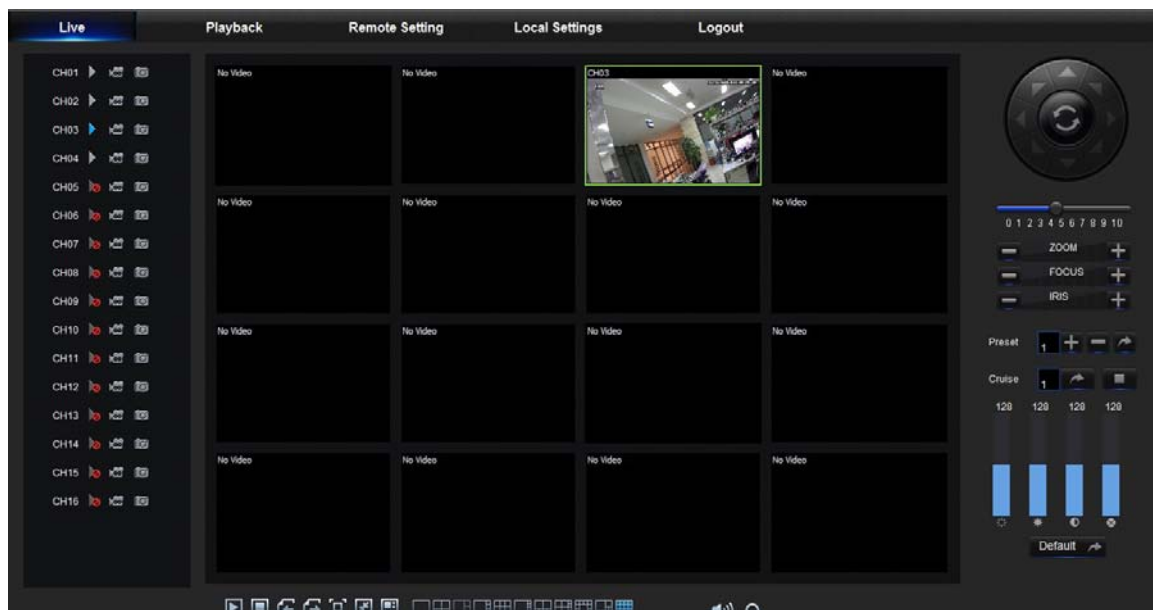 Live Playback Remote Setting Local Settings Logout
CH01
CH02
CH03
CH04
CH05
CH06
CH07
CH08
CH09
CH10
CH11
CH12
CH13
CH14
CH15
CH16
No Video No Video CH03 No Video
No Video No Video No Video No Video
No Video No Video No Video No Video
No Video No Video No Video No Video
0 1 2 3 4 5 6 7 8 9 10
ZOOM
FOCUS
IRIS
Preset 1
Cruise 1
128 128 128 128
Default